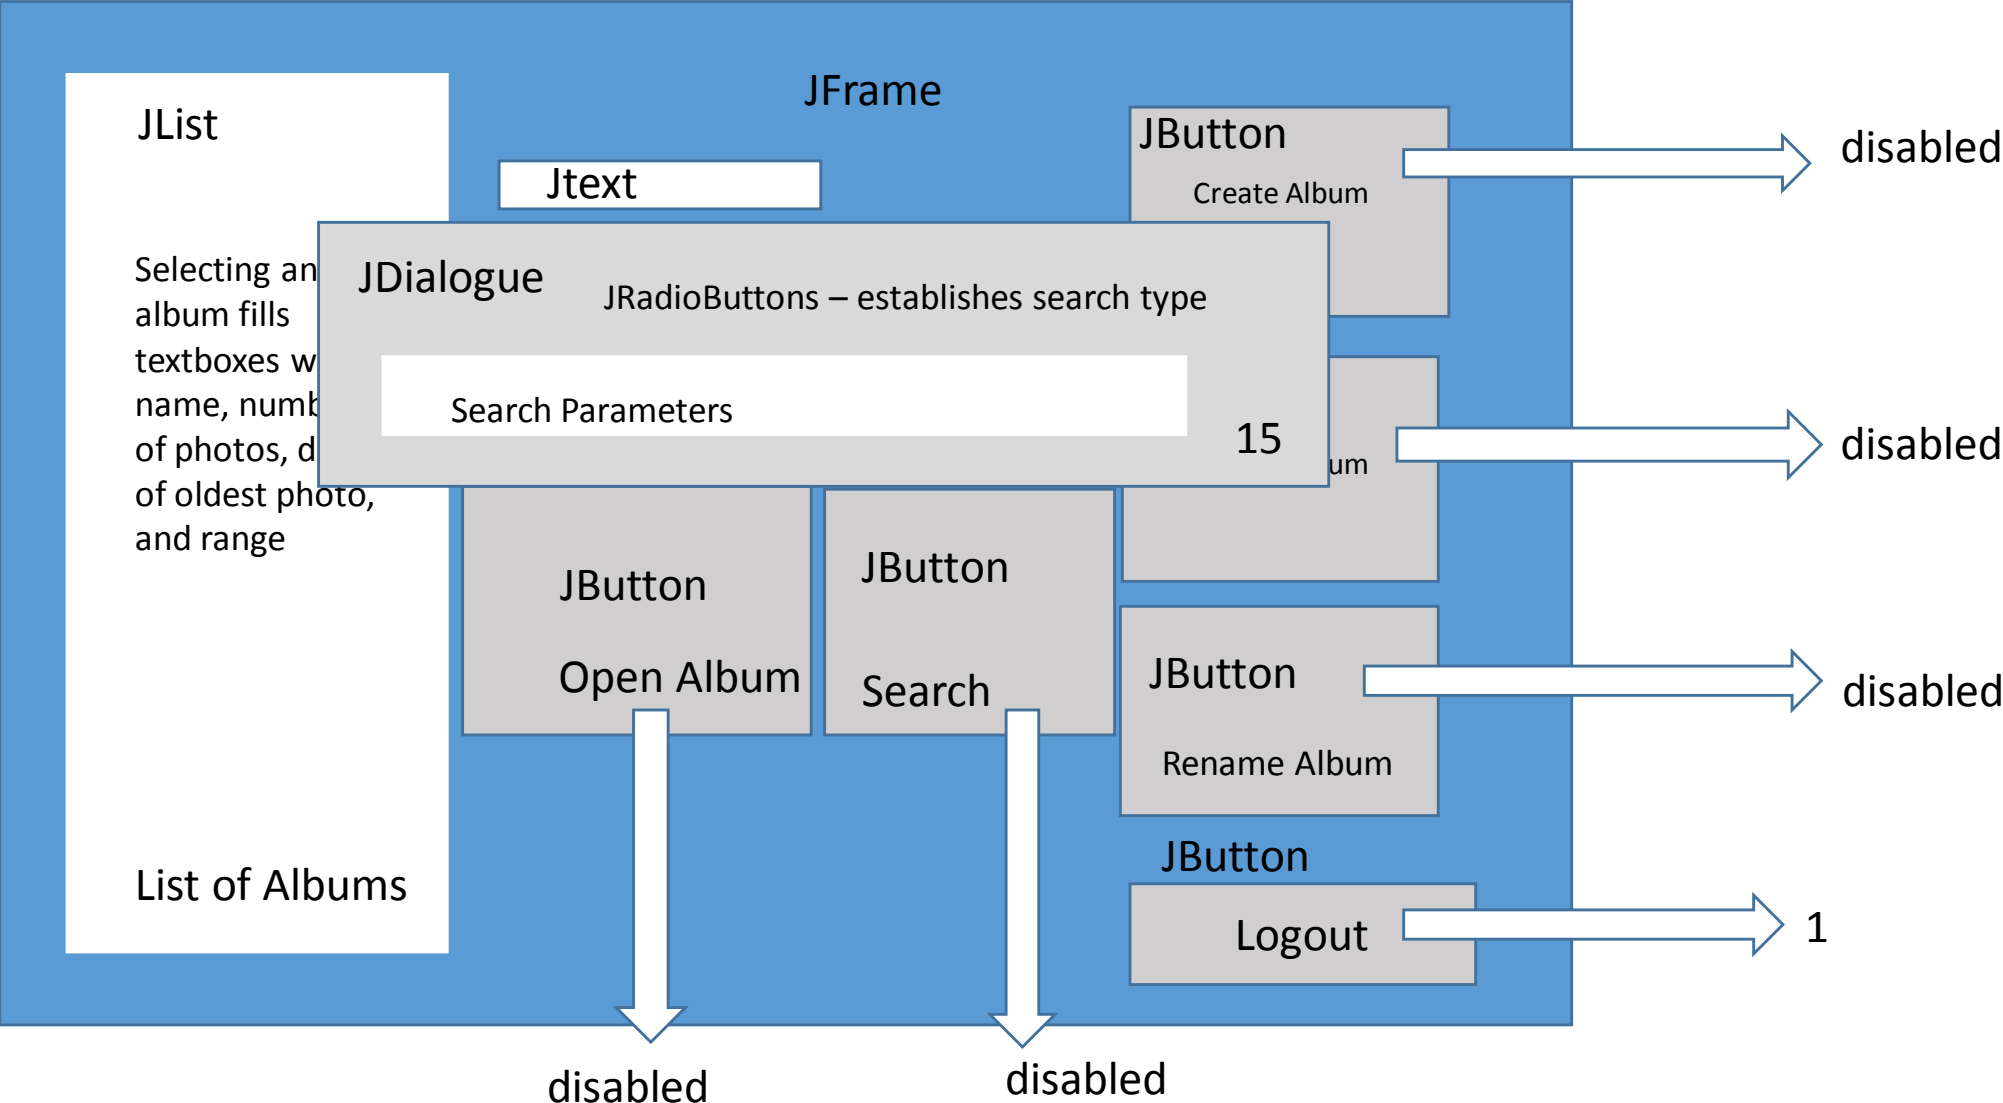 JFrame
JList
Jtext
JButton
Create Album
disabled
Selecting an
album fills
textboxes w
name, numb
of photos, d
of oldest photo,
and range
JDialogue
JRadioButtons – establishes search type
Search Parameters
15
um
disabled
JButton
Open Album
JButton
Search
JButton
Rename Album
disabled
List of Albums
JButton
Logout
1
disabled
disabled